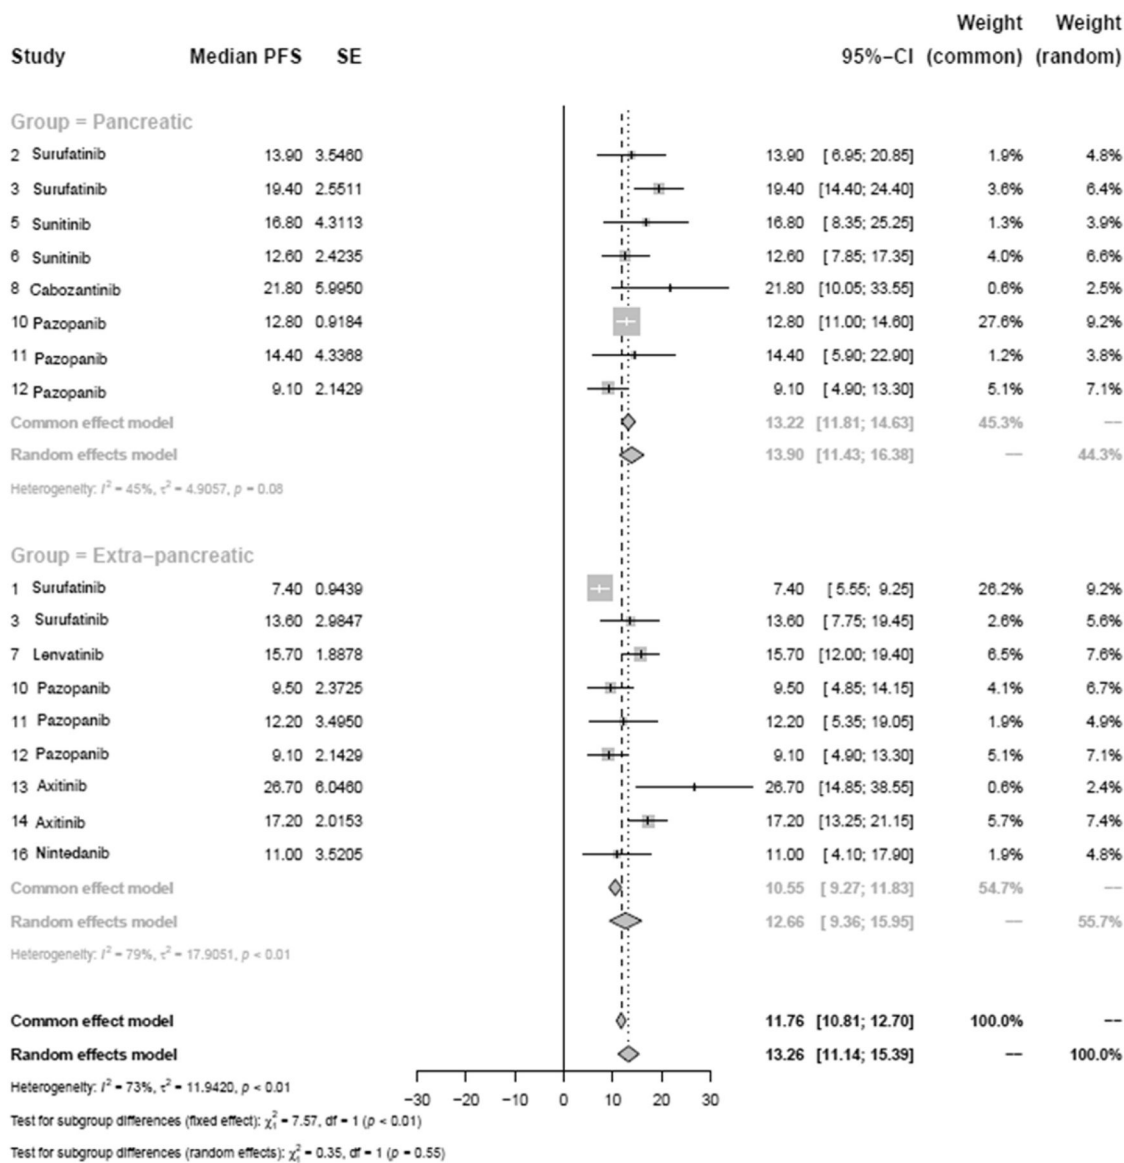 Weight Weight
Study Median PFS SE 95%−CI (common) (random)
Group = Pancreatic
2 Surufatinib 13.90 3.5460 13.90 [ 6.95; 20.85] 1.9% 4.8%
3 Surufatinib 19.40 2.5511 19.40 [14.40; 24.40] 3.6% 6.4%
5 Sunitinib 16.80 4.3113 16.80 [ 8.35; 25.25] 1.3% 3.9%
6 Sunitinib 12.60 2.4235 12.60 [ 7.85; 17.35] 4.0% 6.6%
8 Cabozantinib 21.80 5.9950 21.80 [10.05; 33.55] 0.6% 2.5%
10 Pazopanib 12.80 0.9184 12.80 [11.00; 14.60] 27.6% 9.2%
11 Pazopanib 14.40 4.3368 14.40 [ 5.90; 22.90] 1.2% 3.8%
12 Pazopanib 9.10 2.1429 9.10 [ 4.90; 13.30] 5.1% 7.1%
Common effect model 13.22 [11.81; 14.63] 45.3% −−
Random effects model 13.90 [11.43; 16.38] −− 44.3%
Heterogeneity: I² = 45%, τ² = 4.9057, p = 0.08
Group = Extra−pancreatic
1 Surufatinib 7.40 0.9439 7.40 [ 5.55; 9.25] 26.2% 9.2%
3 Surufatinib 13.60 2.9847 13.60 [ 7.75; 19.45] 2.6% 5.6%
7 Lenvatinib 15.70 1.8878 15.70 [12.00; 19.40] 6.5% 7.6%
10 Pazopanib 9.50 2.3725 9.50 [ 4.85; 14.15] 4.1% 6.7%
11 Pazopanib 12.20 3.4950 12.20 [ 5.35; 19.05] 1.9% 4.9%
12 Pazopanib 9.10 2.1429 9.10 [ 4.90; 13.30] 5.1% 7.1%
13 Axitinib 26.70 6.0460 26.70 [14.85; 38.55] 0.6% 2.4%
14 Axitinib 17.20 2.0153 17.20 [13.25; 21.15] 5.7% 7.4%
16 Nintedanib 11.00 3.5205 11.00 [ 4.10; 17.90] 1.9% 4.8%
Common effect model 10.55 [ 9.27; 11.83] 54.7% −−
Random effects model 12.66 [ 9.36; 15.95] −− 55.7%
Heterogeneity: I² = 79%, τ² = 17.9051, p < 0.01
Common effect model 11.76 [10.81; 12.70] 100.0% −−
Random effects model 13.26 [11.14; 15.39] −− 100.0%
Heterogeneity: I² = 73%, τ² = 11.9420, p < 0.01
−30 −20 −10 0 10 20 30
Test for subgroup differences (fixed effect): χ₁² = 7.57, df = 1 (p < 0.01)
Test for subgroup differences (random effects): χ₁² = 0.35, df = 1 (p = 0.55)